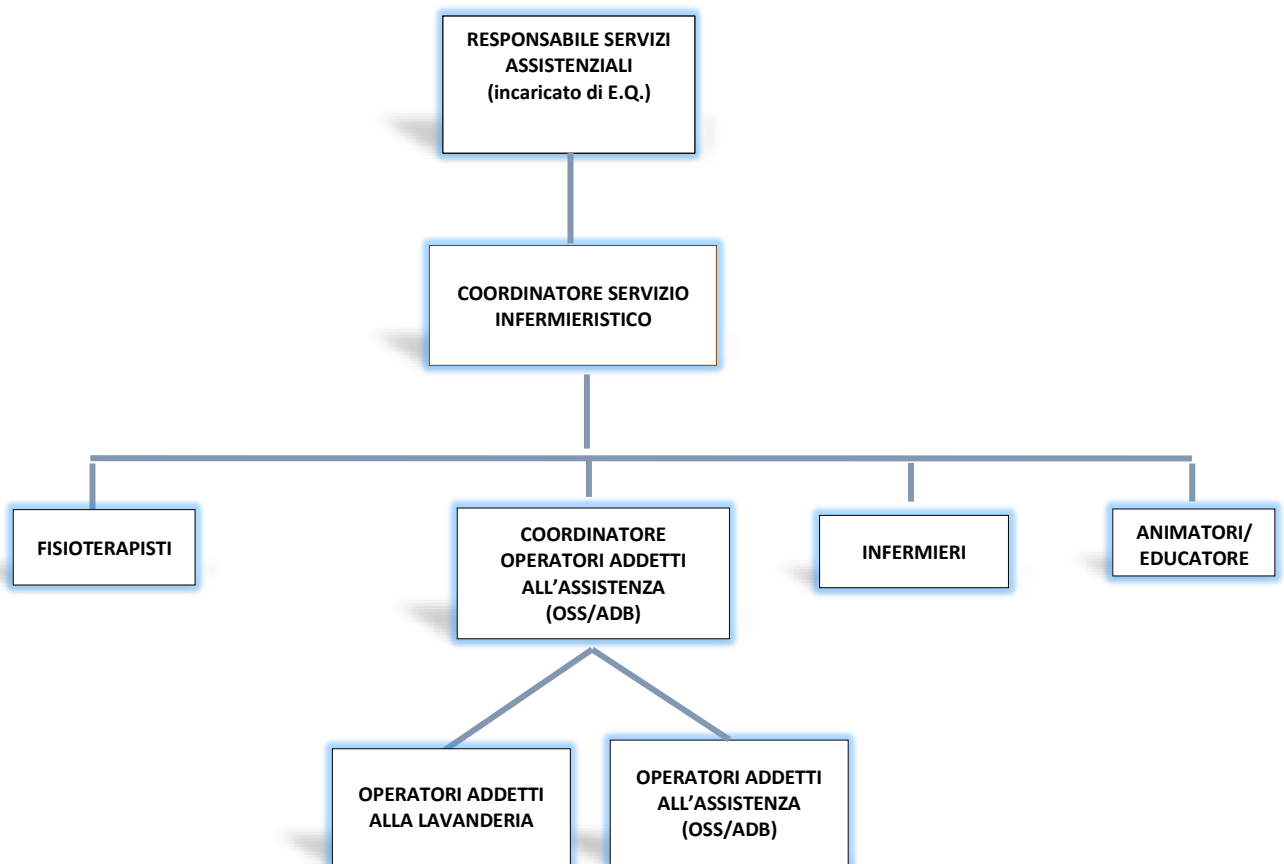 RESPONSABILE SERVIZI
ASSISTENZIALI
(incaricato di E.Q.)
COORDINATORE SERVIZIO
INFERMIERISTICO
FISIOTERAPISTI
COORDINATORE
OPERATORI ADDETTI
ALL’ASSISTENZA
(OSS/ADB)
INFERMIERI
ANIMATORI/
EDUCATORE
OPERATORI ADDETTI
ALLA LAVANDERIA
OPERATORI ADDETTI
ALL’ASSISTENZA
(OSS/ADB)